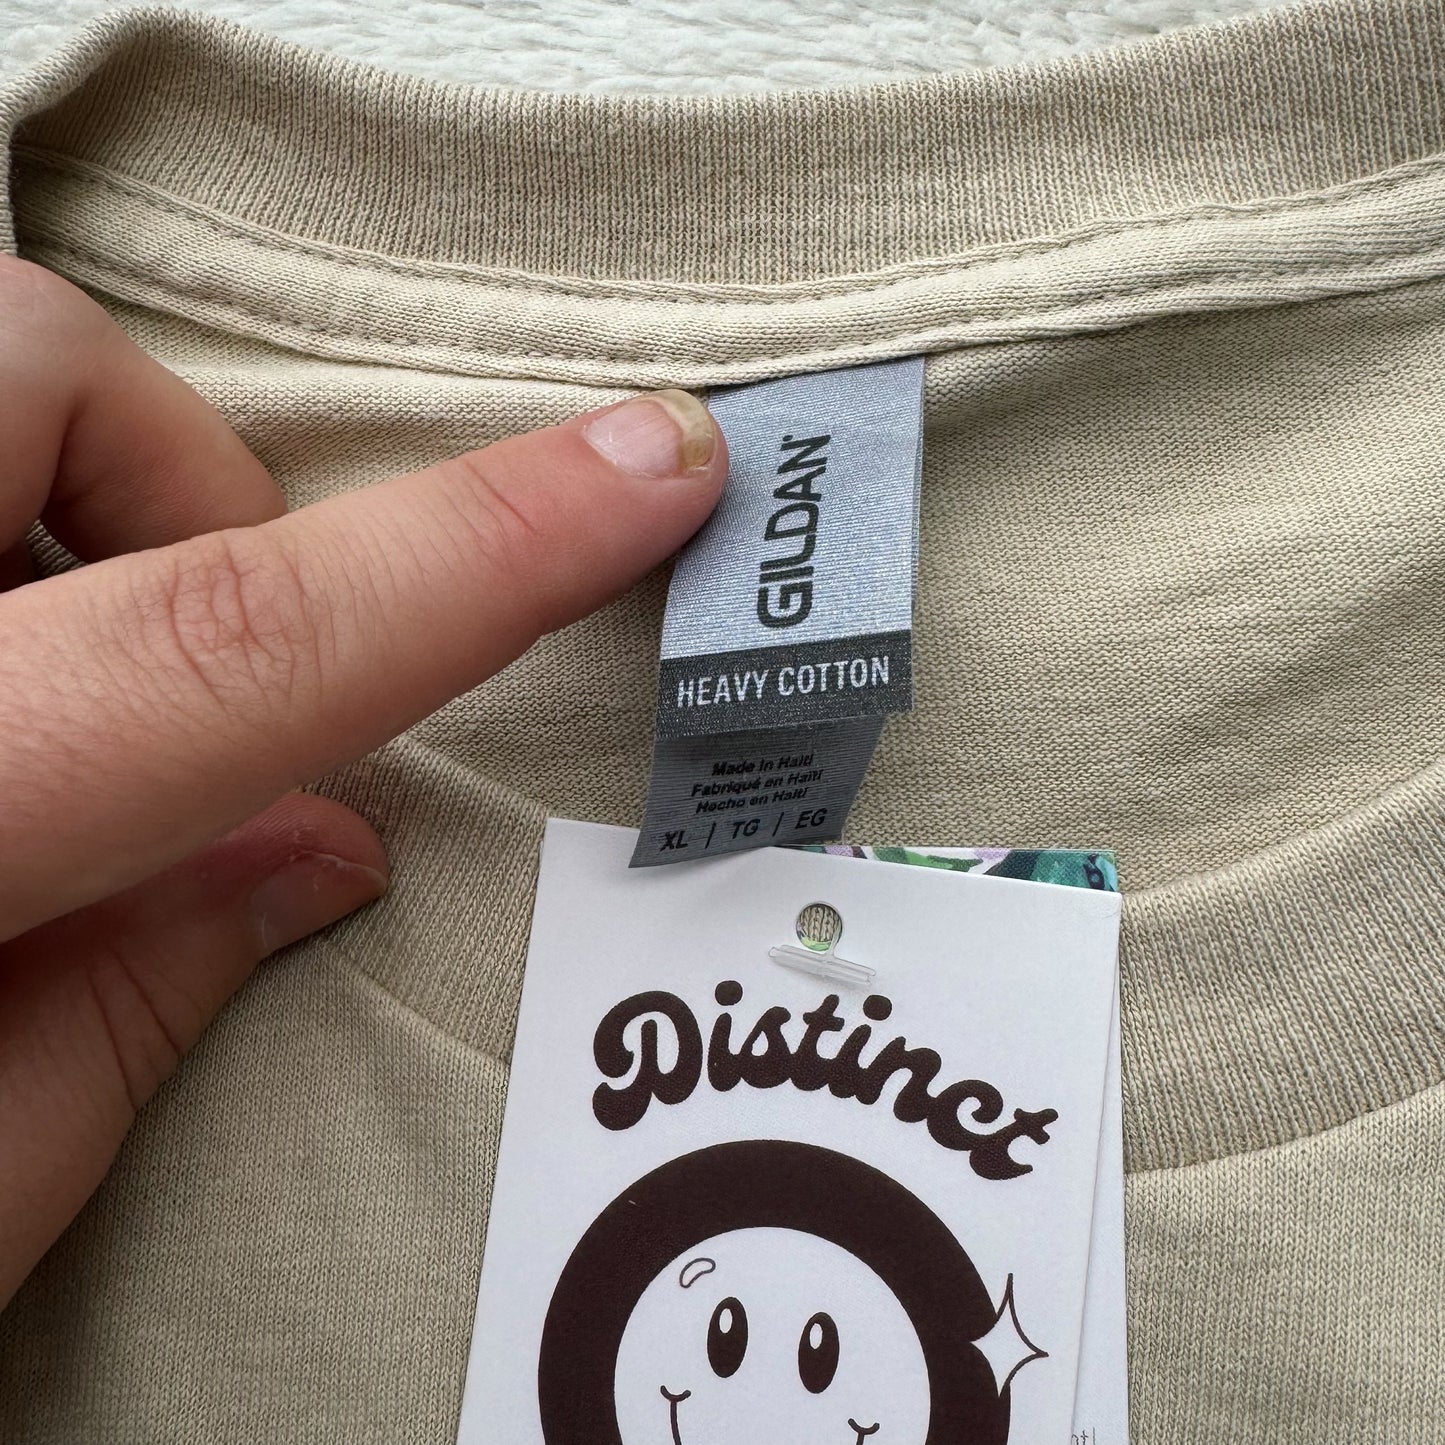 GILDAN
HEAVY COTTON
Made in Haiti
Fabriqué en Haïti
Hecho en Haití
XL / TG / EG
Distinct